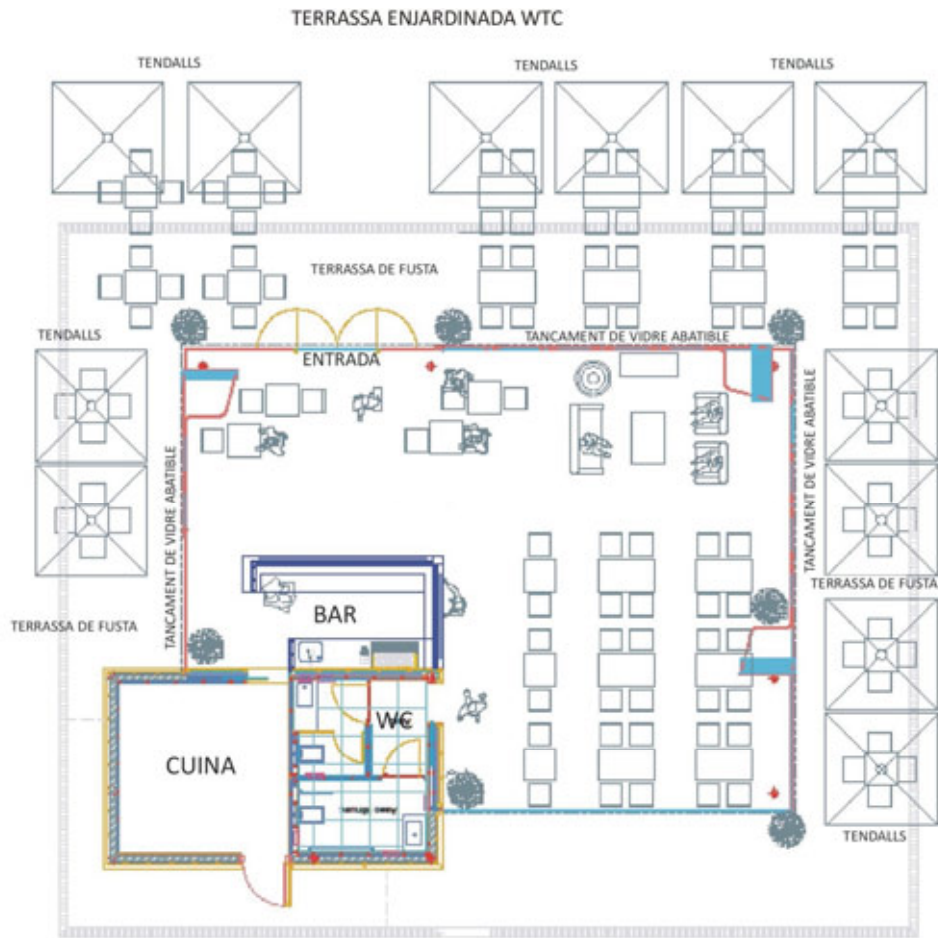 TERRASSA ENJARDINADA WTC
TENDALLS
TENDALLS
TENDALLS
TERRASSA DE FUSTA
TENDALLS
ENTRADA
TANCAMENT DE VIDRE ABATIBLE
TANCAMENT DE VIDRE ABATIBLE
TANCAMENT DE VIDRE ABATIBLE
TERRASSA DE FUSTA
BAR
TERRASSA DE FUSTA
WC
CUINA
TENDALLS